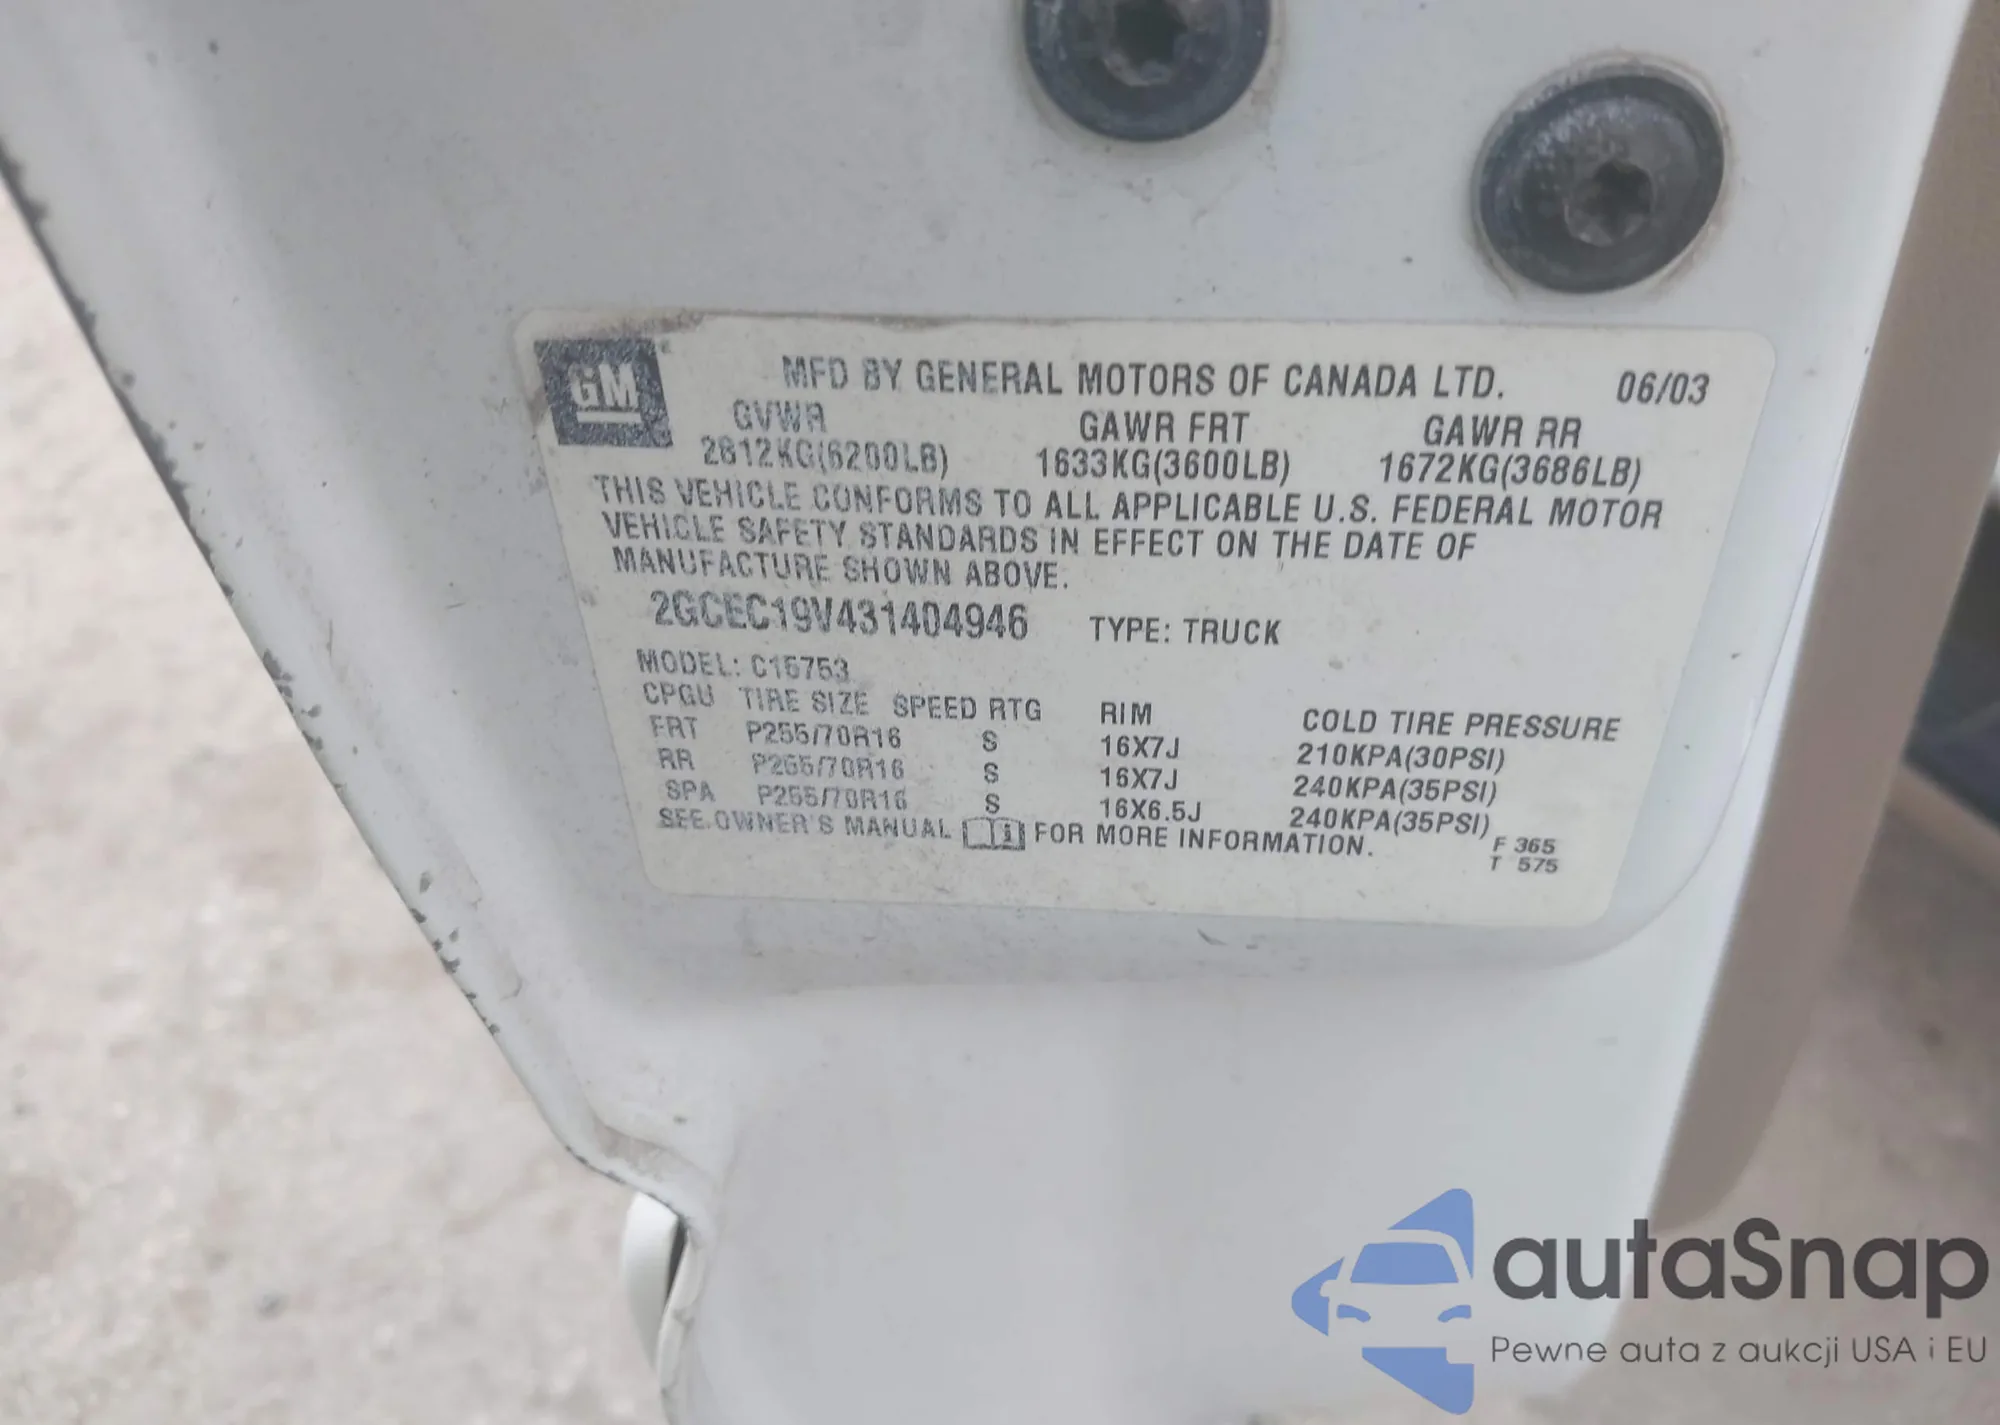 GM
MFD BY GENERAL MOTORS OF CANADA LTD. 06/03
GVWR GAWR FRT GAWR RR
2812KG(6200LB) 1633KG(3600LB) 1672KG(3686LB)
THIS VEHICLE CONFORMS TO ALL APPLICABLE U.S. FEDERAL MOTOR
VEHICLE SAFETY STANDARDS IN EFFECT ON THE DATE OF
MANUFACTURE SHOWN ABOVE.
2GCEC19V431404946 TYPE: TRUCK
MODEL: C15753
CPGU TIRE SIZE SPEED RTG RIM COLD TIRE PRESSURE
FRT P255/70R16 S 16X7J 210KPA(30PSI)
RR P255/70R16 S 16X7J 240KPA(35PSI)
SPA P255/70R16 S 16X6.5J 240KPA(35PSI)
SEE OWNER'S MANUAL i FOR MORE INFORMATION.
F 365
T 575
autaSnap
Pewne auta z aukcji USA i EU